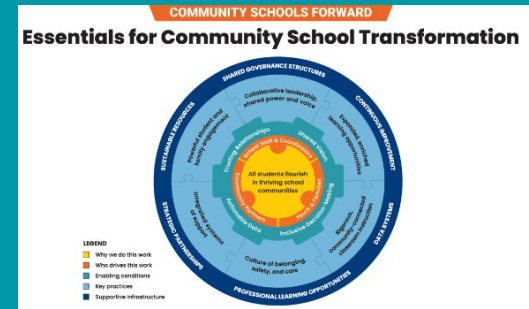 COMMUNITY SCHOOLS FORWARD
Essentials for Community School Transformation
SHARED GOVERNANCE STRUCTURES
CONTINUOUS IMPROVEMENT
DATA SYSTEMS
PROFESSIONAL LEARNING OPPORTUNITIES
STRATEGIC PARTNERSHIPS
SUSTAINABLE RESOURCES
Collaborative leadership,
shared power and voice
Expanded, enriched
learning opportunities
Rigorous,
community-connected
classroom instruction
Culture of belonging,
safety, and care
Integrated systems
of support
Powerful student and
family engagement
Trusting Relationships
Shared Vision
Inclusive Decision-Making
Actionable Data
School Staff & Coordinators
Youth & Families
Community Partners
All students flourish
in thriving school
communities
LEGEND
Why we do this work
Who drives this work
Enabling conditions
Key practices
Supportive infrastructure